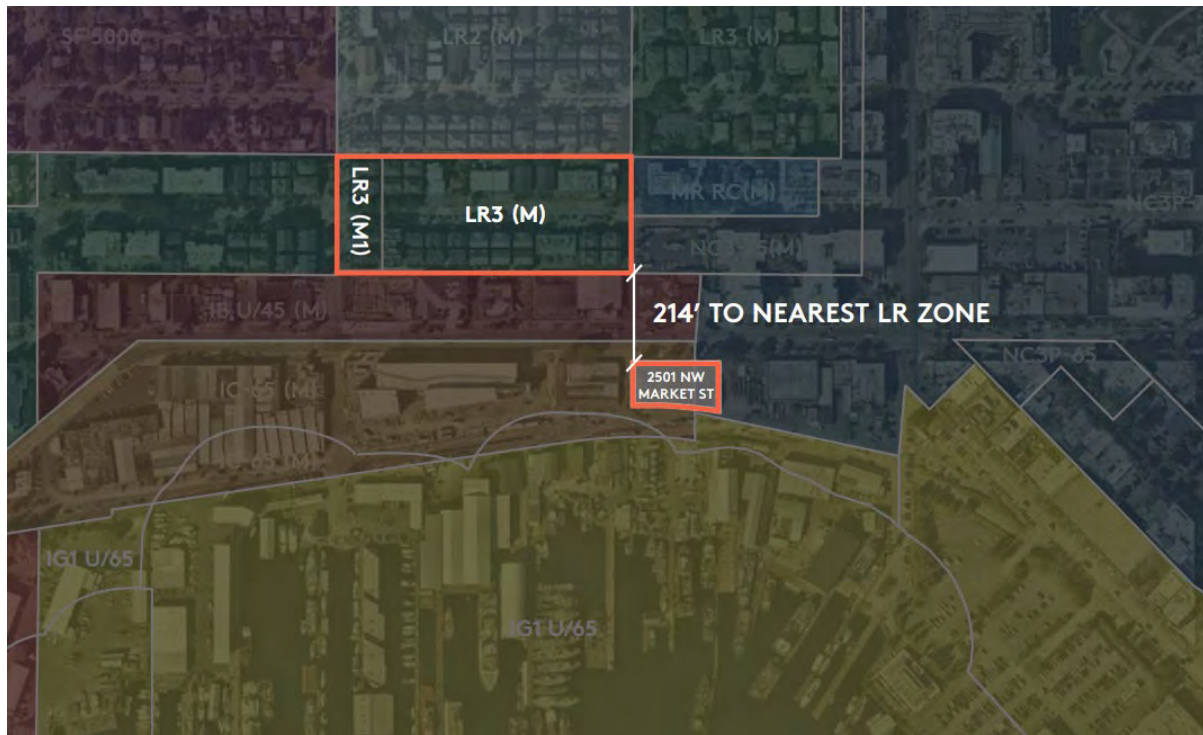 SF 5000
LR2 (M)
LR3 (M)
LR3 (M1)
LR3 (M)
MR RC(M)
NC3P-
IB U/45 (M)
214' TO NEAREST LR ZONE
NC3P-65
2501 NW
MARKET ST
IC-65 (M)
IG1 U/65
IG1 U/65